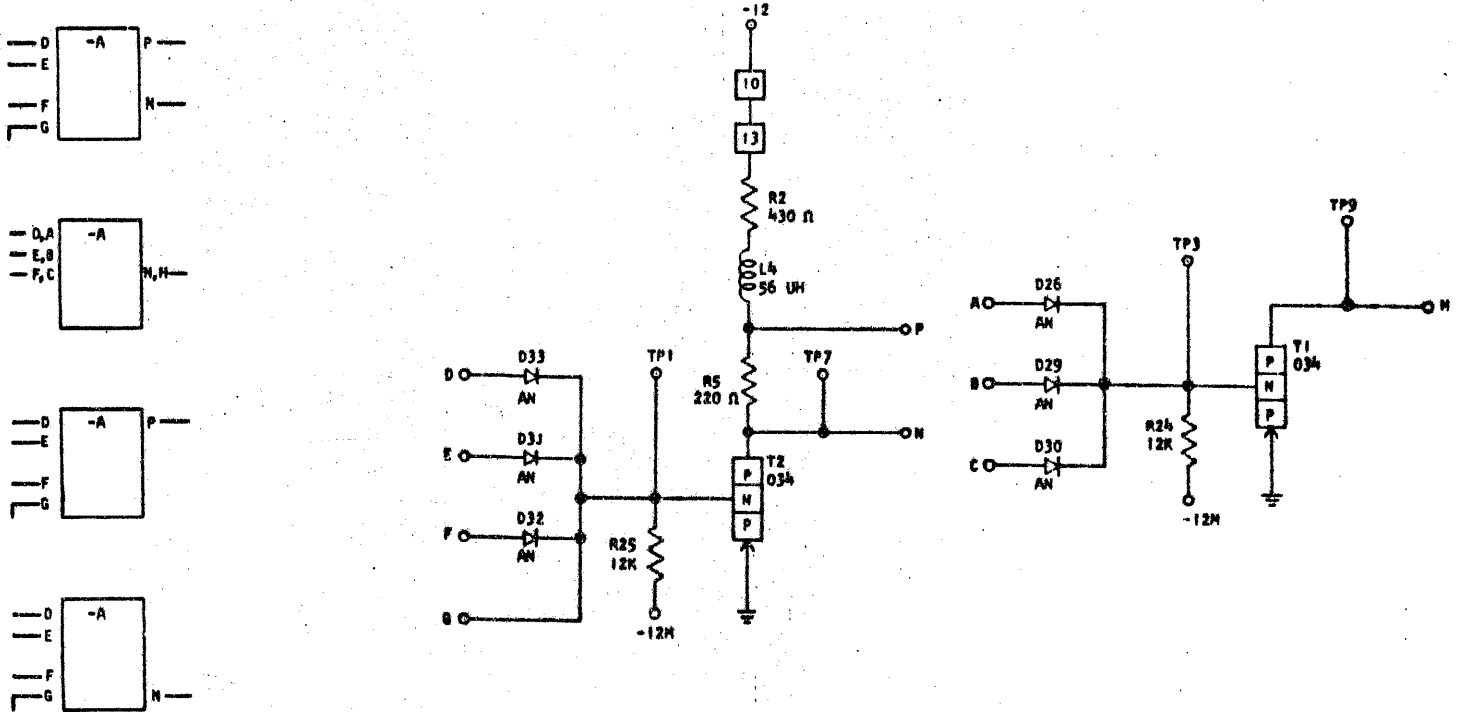 -A
D
P
E
F
N
G
-A
D,A
E,B
F,C
N,M
-A
D
P
E
F
G
-A
D
E
F
G
N
-12
10
13
R2
430 Ω
L4
56 UH
P
R5
220 Ω
TP7
N
T2
034
P
N
P
D
D33
AN
E
D31
AN
F
D32
AN
G
TP1
R25
12K
-12M
A
D26
AN
B
D29
AN
C
D30
AN
TP3
R24
12K
-12M
TP9
M
T1
034
P
N
P